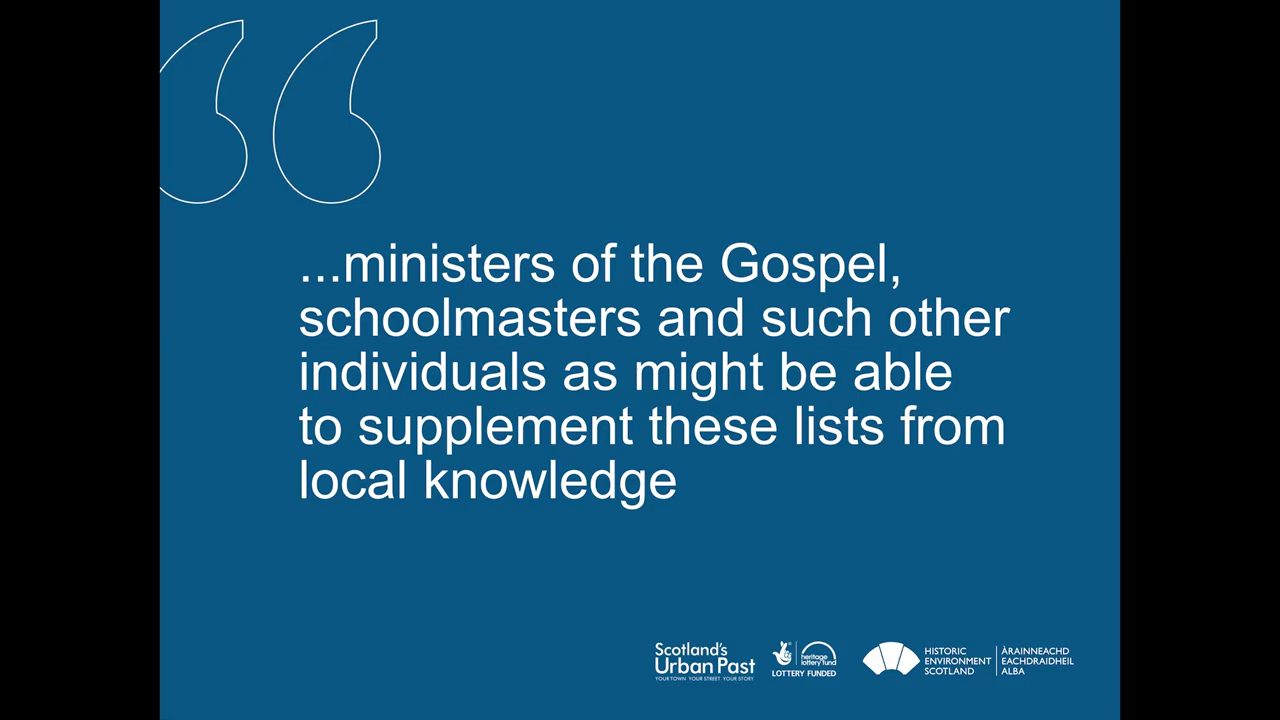 ...ministers of the Gospel,
schoolmasters and such other
individuals as might be able
to supplement these lists from
local knowledge
Scotland's
Urban Past
YOUR TOWN YOUR STREET YOUR STORY
heritage
lottery fund
LOTTERY FUNDED
HISTORIC
ENVIRONMENT
SCOTLAND
ÀRAINNEACHD
EACHDRAIDHEIL
ALBA